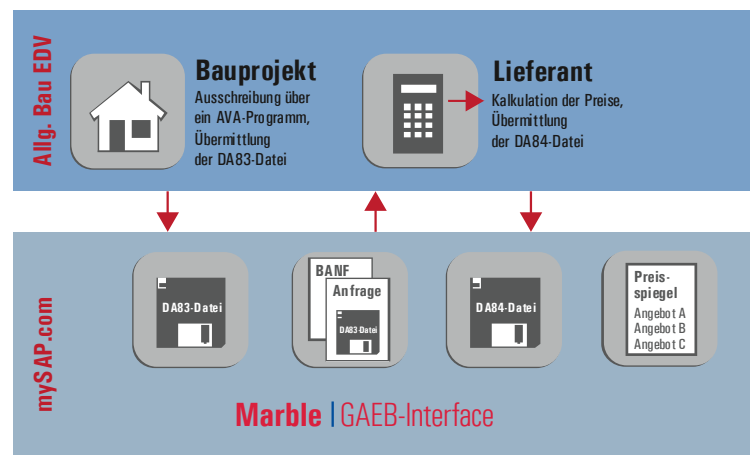 Allg. Bau EDV
Bauprojekt
Ausschreibung über
ein AVA-Programm,
Übermittlung
der DA83-Datei
Lieferant
Kalkulation der Preise,
Übermittlung
der DA84-Datei
mySAP.com
DA83-Datei
BANF
Anfrage
DA83-Datei
DA84-Datei
Preis-
spiegel
Angebot A
Angebot B
Angebot C
Marble | GAEB-Interface